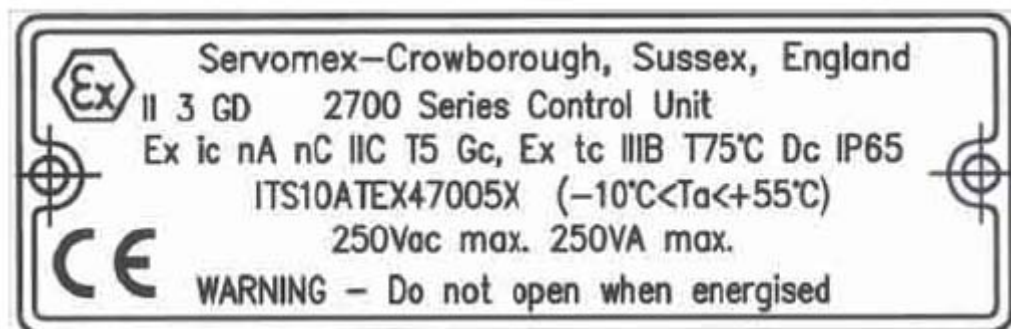 Servomex-Crowborough, Sussex, England
Ex II 3 GD 2700 Series Control Unit
Ex ic nA nC IIC T5 Gc, Ex tc IIIB T75°C Dc IP65
ITS10ATEX47005X (-10°C<Ta<+55°C)
250Vac max. 250VA max.
CE
WARNING - Do not open when energised